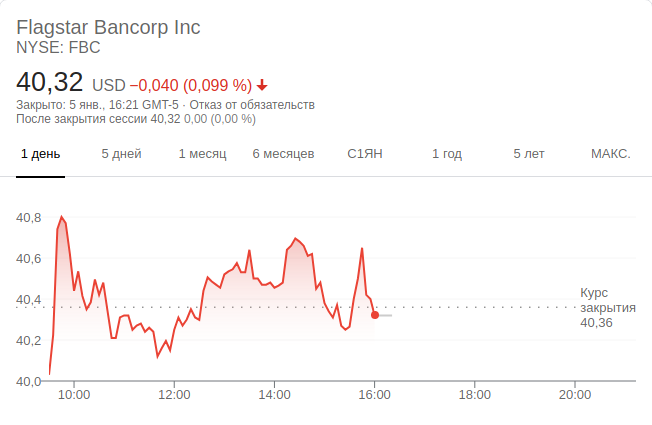 Flagstar Bancorp Inc
NYSE: FBC
40,32 USD −0,040 (0,099 %)
Закрыто: 5 янв., 16:21 GMT-5 · Отказ от обязательств
После закрытия сессии 40,32 0,00 (0,00 %)
1 день 5 дней 1 месяц 6 месяцев С1ЯН 1 год 5 лет МАКС.
40,8
40,6
40,4
Курс
закрытия
40,36
40,2
40,0
10:00 12:00 14:00 16:00 18:00 20:00